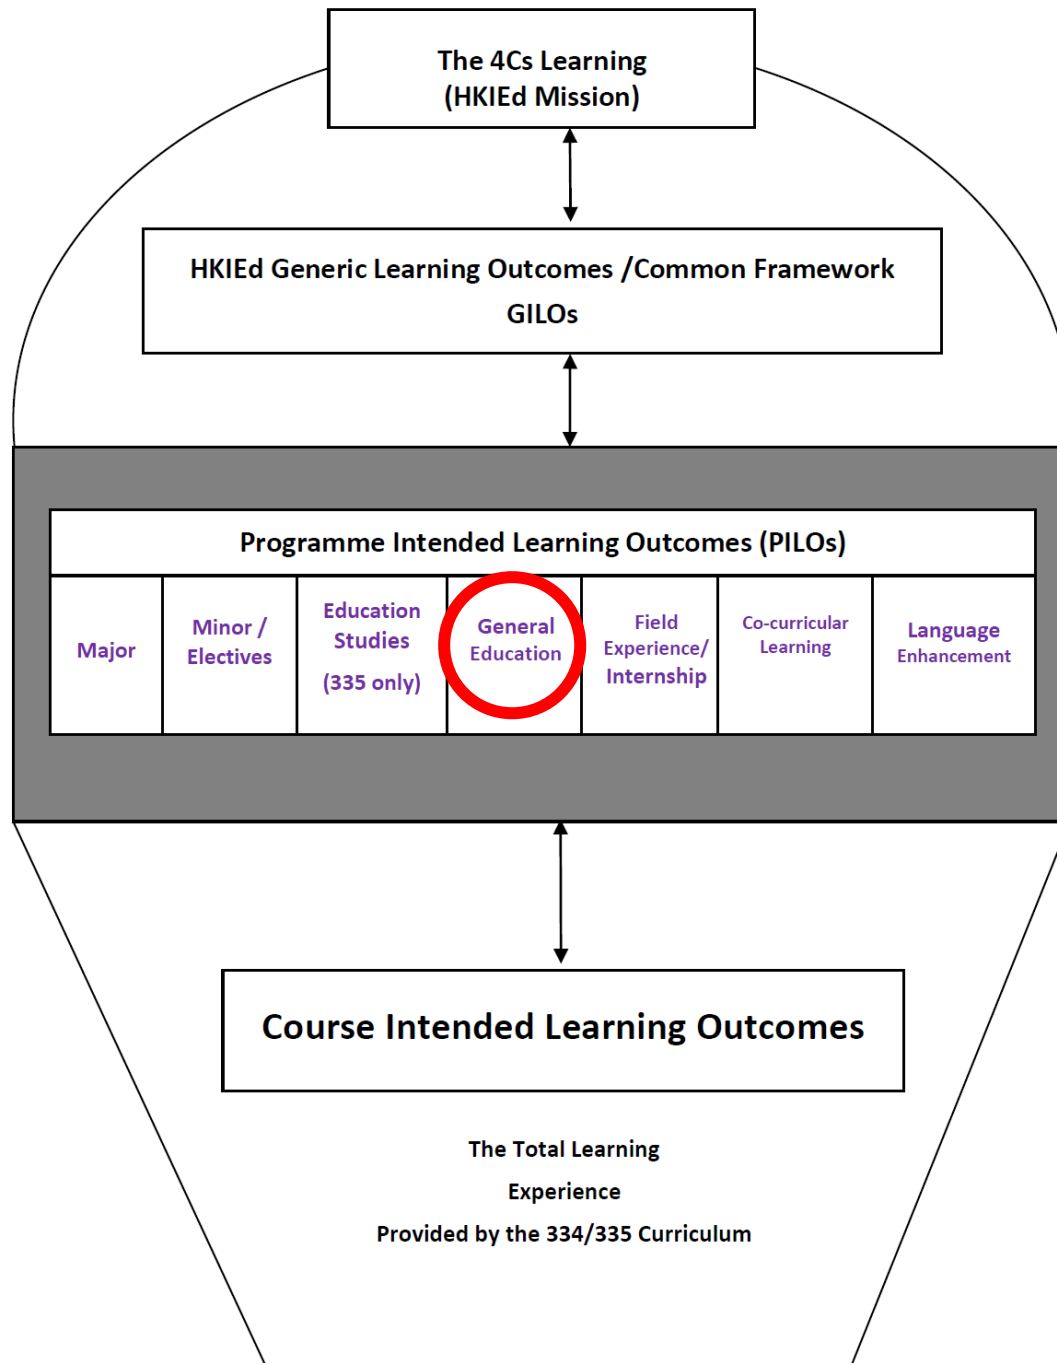 The 4Cs Learning
(HKIEd Mission)
HKIEd Generic Learning Outcomes /Common Framework
GILOs
Programme Intended Learning Outcomes (PILOs)
Major
Minor /
Electives
Education
Studies
(335 only)
General
Education
Field
Experience/
Internship
Co-curricular
Learning
Language
Enhancement
Course Intended Learning Outcomes
The Total Learning
Experience
Provided by the 334/335 Curriculum